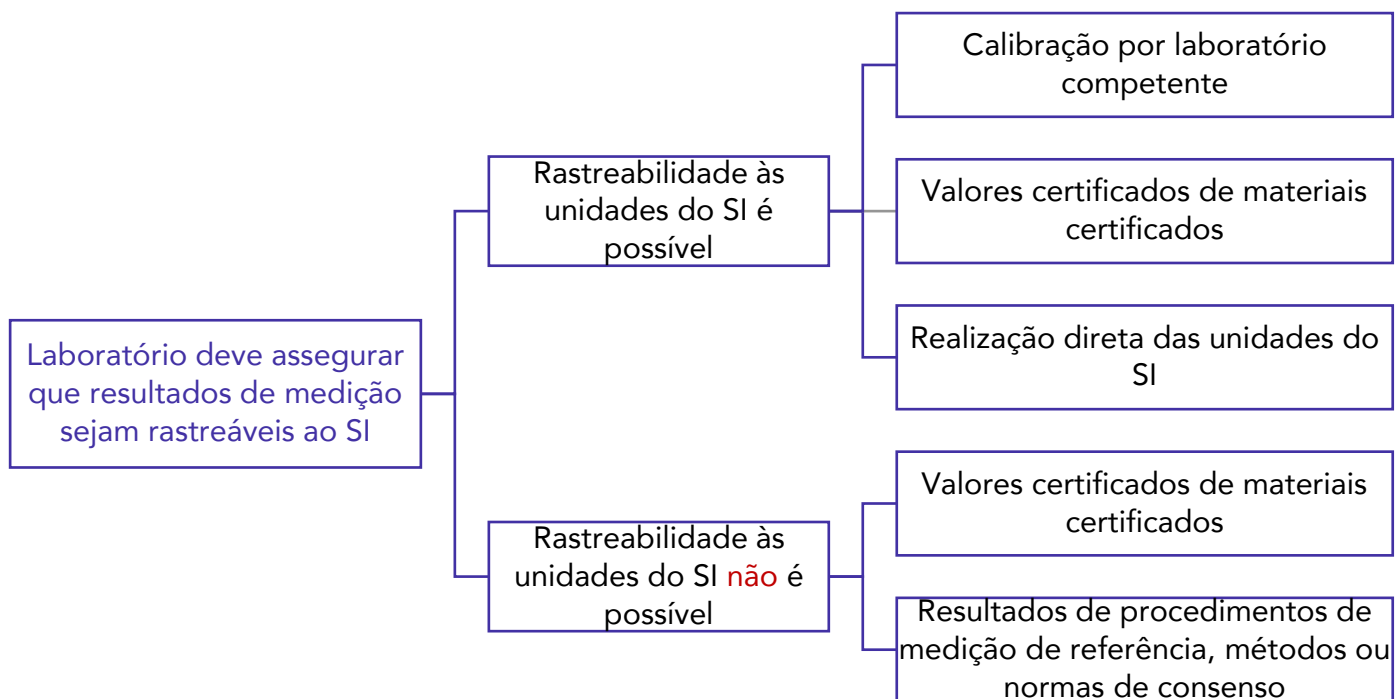 Laboratório deve assegurar
que resultados de medição
sejam rastreáveis ao SI
Rastreabilidade às
unidades do SI é
possível
Calibração por laboratório
competente
Valores certificados de materiais
certificados
Realização direta das unidades do
SI
Rastreabilidade às
unidades do SI não é
possível
Valores certificados de materiais
certificados
Resultados de procedimentos de
medição de referência, métodos ou
normas de consenso